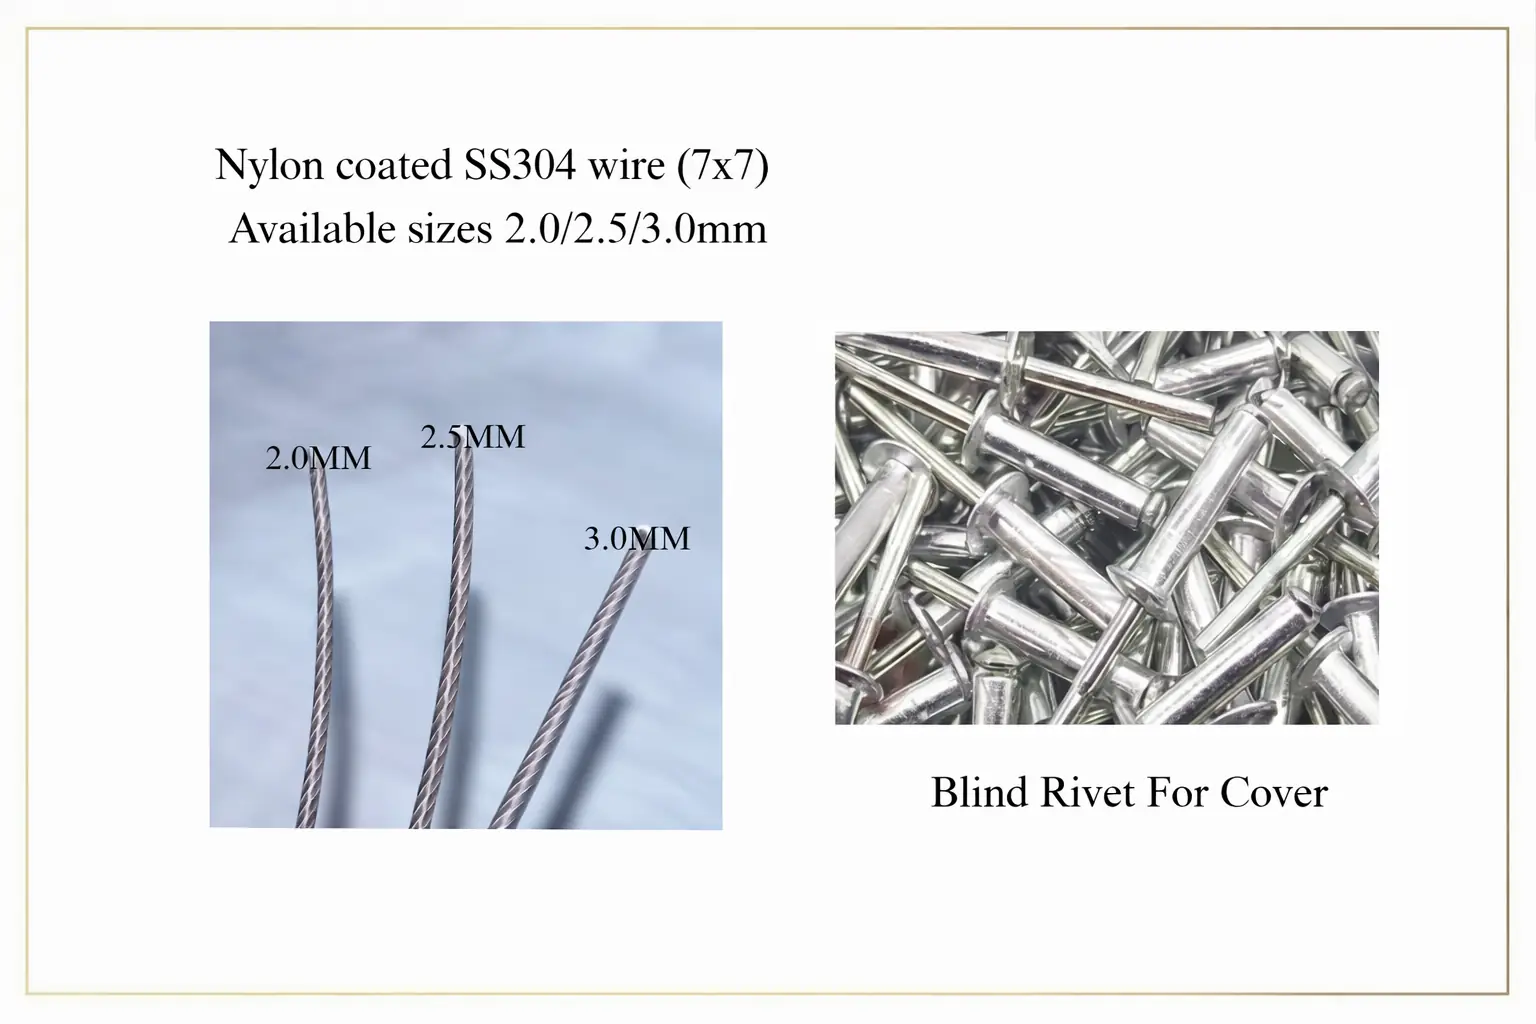 Nylon coated SS304 wire (7x7)
Available sizes 2.0/2.5/3.0mm
2.0MM
2.5MM
3.0MM
Blind Rivet For Cover